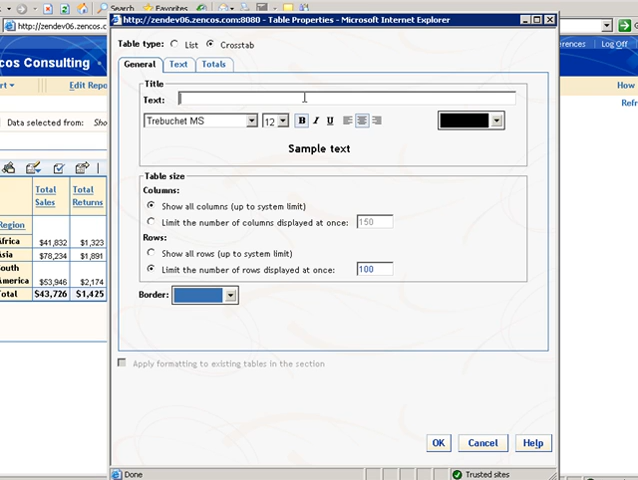 Search Favorites
http://zendev06.zencos.com:8080 - Table Properties - Microsoft Internet Explorer
http://zendev06.zencos.co
Table type: List Crosstab
erences | Log Off
cos Consulting
General Text Totals
rt Edit Repo
Title
How
Text:
Refr
Trebuchet MS 12 B I U
Data selected from: Sho
Sample text
Table size
Columns:
Show all columns (up to system limit)
Limit the number of columns displayed at once: 150
Rows:
Show all rows (up to system limit)
Limit the number of rows displayed at once: 100
Border:
Total Sales Total Returns
Region
Africa $41,832 $1,323
Asia $78,234 $1,891
South
America $53,946 $2,174
Total $43,726 $1,425
Apply formatting to existing tables in the section
OK Cancel Help
Done Trusted sites